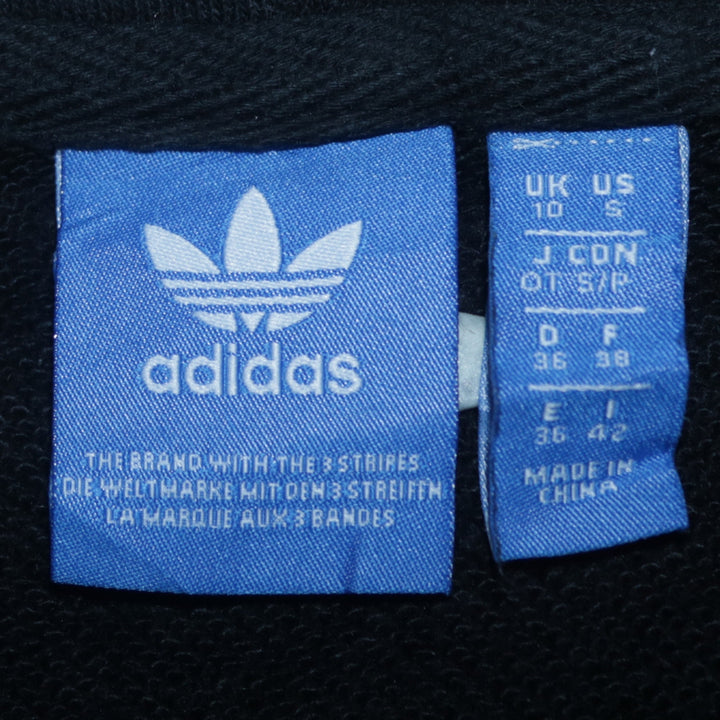 adidas
THE BRAND WITH THE 3 STRIPES
DIE WELTMARKE MIT DEN 3 STREIFEN
LA MARQUE AUX 3 BANDES
UK US
10 S
J CDN
OT S/P
D F
36 38
E I
36 42
MADE IN
CHINA